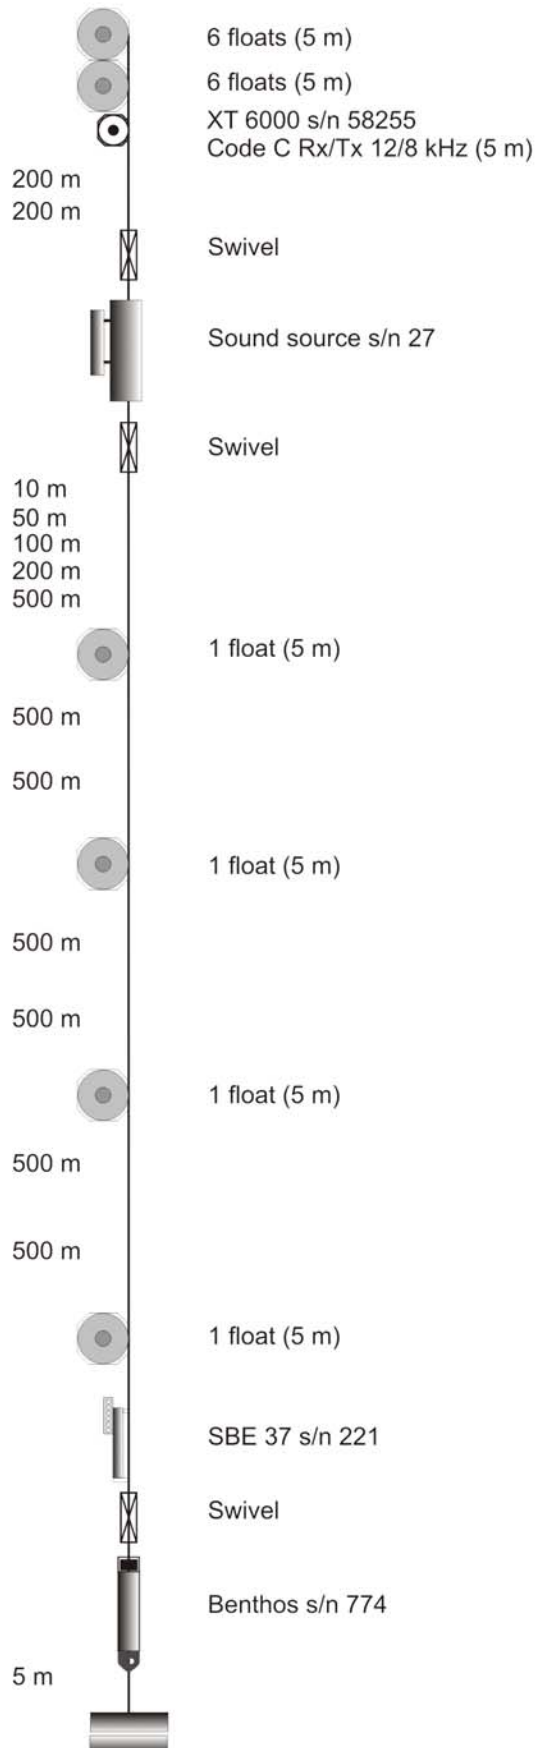 6 floats (5 m)
6 floats (5 m)
XT 6000 s/n 58255
Code C Rx/Tx 12/8 kHz (5 m)
200 m
200 m
Swivel
Sound source s/n 27
Swivel
10 m
50 m
100 m
200 m
500 m
1 float (5 m)
500 m
500 m
1 float (5 m)
500 m
500 m
1 float (5 m)
500 m
500 m
1 float (5 m)
SBE 37 s/n 221
Swivel
Benthos s/n 774
5 m